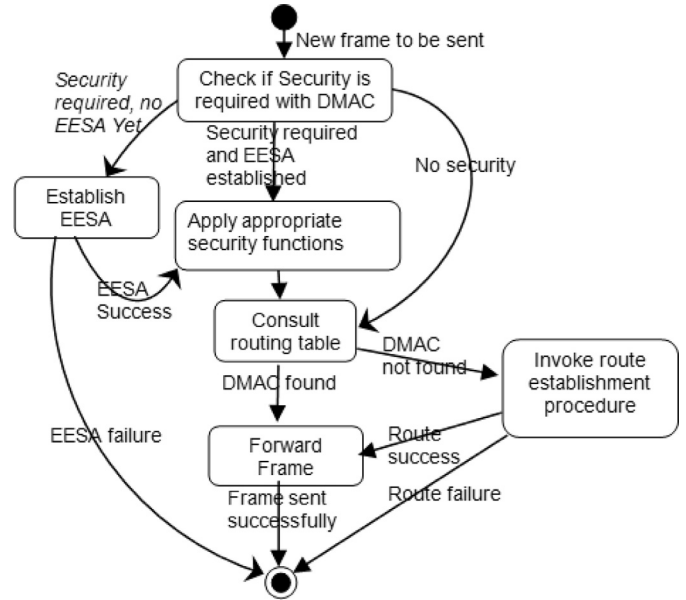 New frame to be sent
Check if Security is
required with DMAC
Security
required, no
EESA Yet
Security required
and EESA
established
No security
Establish
EESA
Apply appropriate
security functions
EESA
Success
Consult
routing table
DMAC
not found
Invoke route
establishment
procedure
DMAC found
EESA failure
Forward
Frame
Route
success
Frame sent
successfully
Route failure